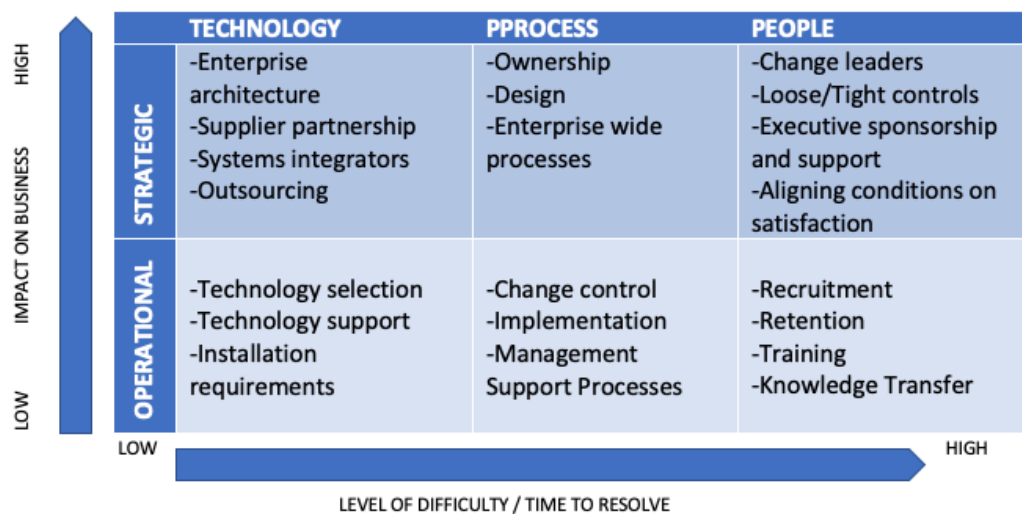 TECHNOLOGY
PPROCESS
PEOPLE
HIGH
IMPACT ON BUSINESS
LOW
STRATEGIC
-Enterprise
architecture
-Supplier partnership
-Systems integrators
-Outsourcing
-Ownership
-Design
-Enterprise wide
processes
-Change leaders
-Loose/Tight controls
-Executive sponsorship
and support
-Aligning conditions on
satisfaction
OPERATIONAL
-Technology selection
-Technology support
-Installation
requirements
-Change control
-Implementation
-Management
Support Processes
-Recruitment
-Retention
-Training
-Knowledge Transfer
LOW
HIGH
LEVEL OF DIFFICULTY / TIME TO RESOLVE